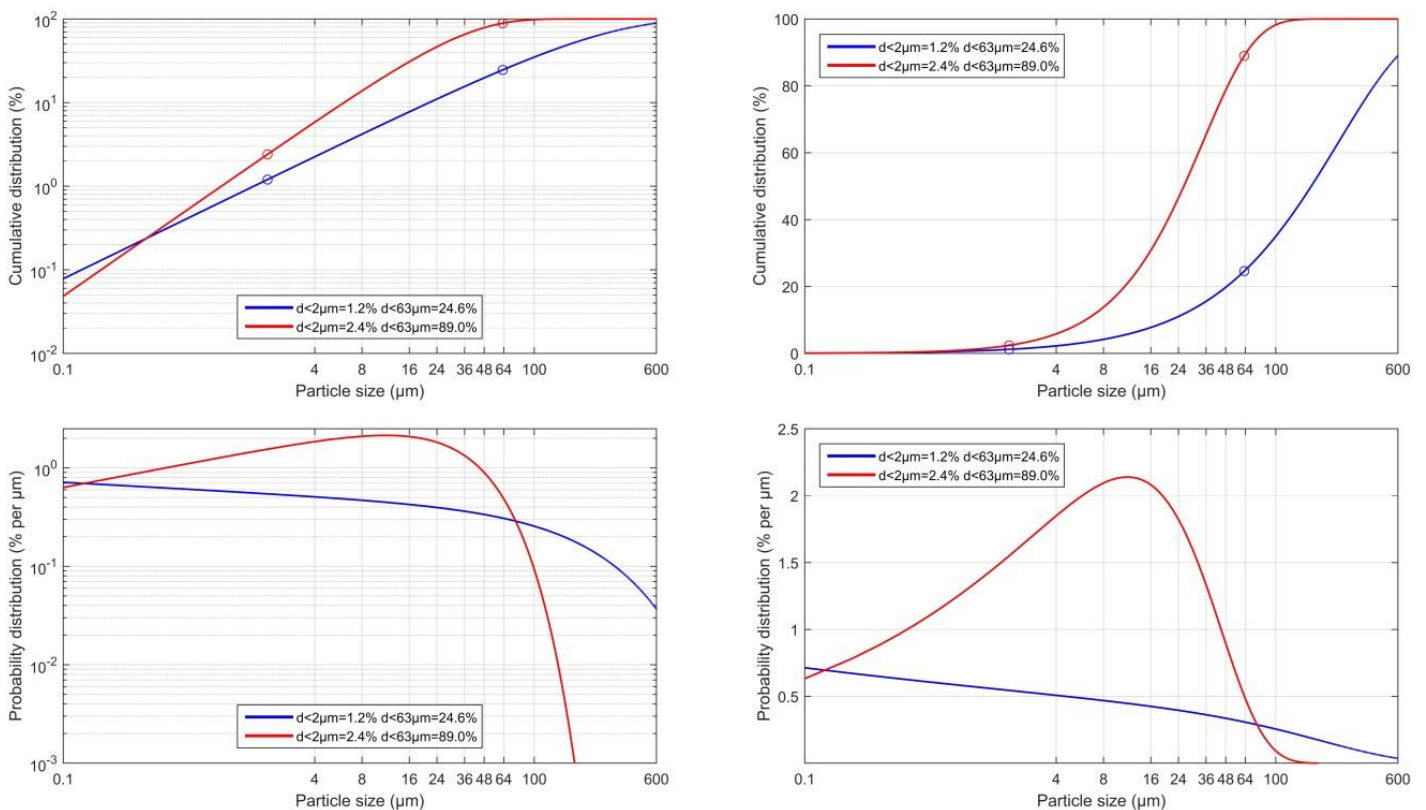 Cumulative distribution (%)
10^2
10^1
10^0
10^-1
10^-2
d<2μm=1.2% d<63μm=24.6%
d<2μm=2.4% d<63μm=89.0%
0.1 4 8 16 24 36 48 64 100 600
Particle size (μm)
Cumulative distribution (%)
100
80
60
40
20
0
d<2μm=1.2% d<63μm=24.6%
d<2μm=2.4% d<63μm=89.0%
0.1 4 8 16 24 36 48 64 100 600
Particle size (μm)
Probability distribution (% per μm)
10^0
10^-1
10^-2
10^-3
d<2μm=1.2% d<63μm=24.6%
d<2μm=2.4% d<63μm=89.0%
0.1 4 8 16 24 36 48 64 100 600
Particle size (μm)
Probability distribution (% per μm)
2.5
2
1.5
1
0.5
d<2μm=1.2% d<63μm=24.6%
d<2μm=2.4% d<63μm=89.0%
0.1 4 8 16 24 36 48 64 100 600
Particle size (μm)